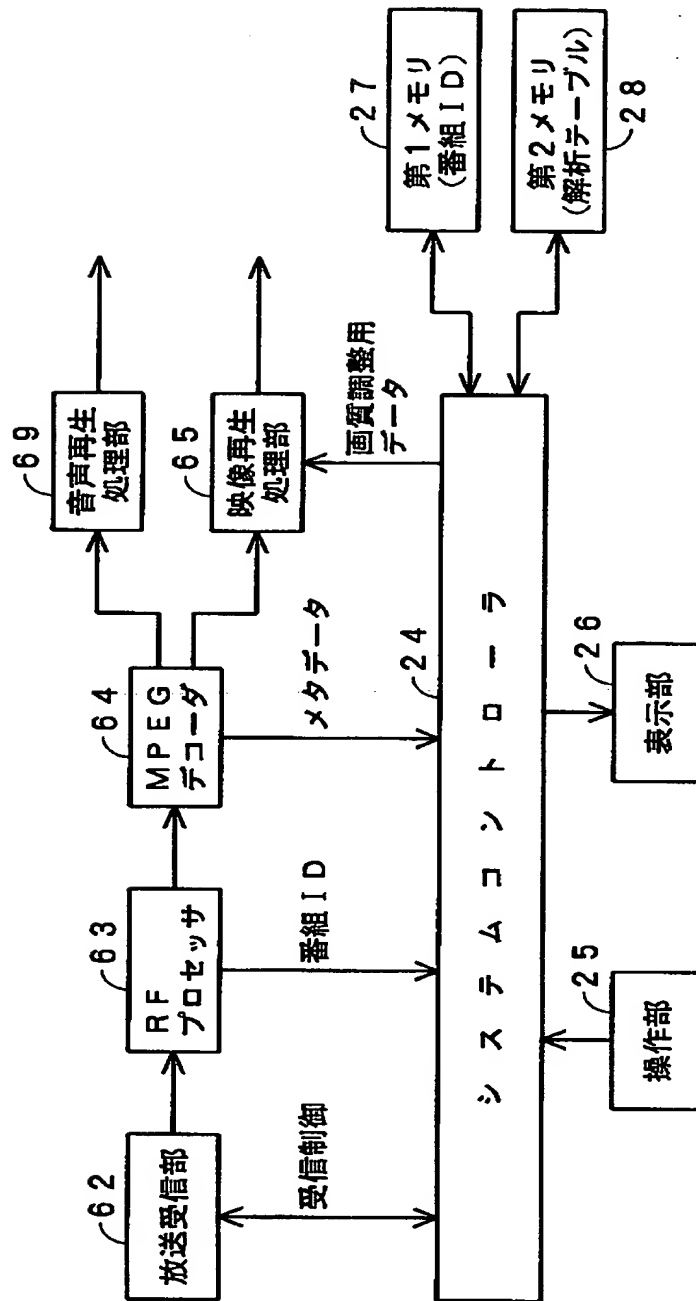 62
放送受信部
63
RF
プロセッサ
64
MPEG
デコーダ
69
音声再生
処理部
65
映像再生
処理部
受信制御
番組ID
メタデータ
画質調整用
データ
24
システムコントローラ
27
第1メモリ
(番組ID)
第2メモリ
(解析テーブル)
28
25
操作部
26
表示部